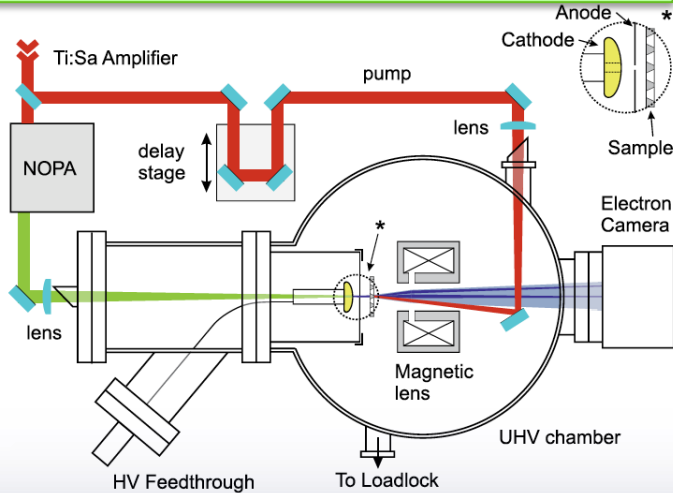 Anode
*
Cathode
Ti:Sa Amplifier
pump
lens
Sample
NOPA
delay
stage
Electron
Camera
*
lens
Magnetic
lens
UHV chamber
HV Feedthrough
To Loadlock